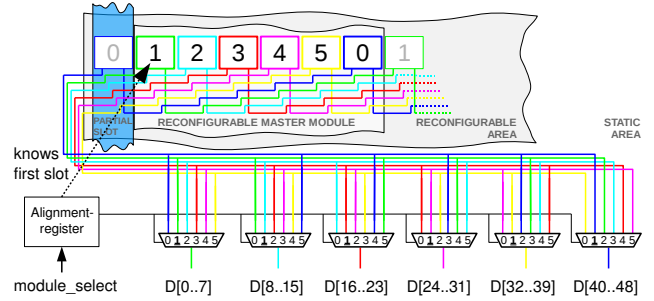 0 1 2 3 4 5 0 1
PARTIAL
SLOT
RECONFIGURABLE MASTER MODULE
RECONFIGURABLE
AREA
STATIC
AREA
knows
first slot
Alignment-
register
0 1 2 3 4 5 0 1 2 3 4 5 0 1 2 3 4 5 0 1 2 3 4 5 0 1 2 3 4 5 0 1 2 3 4 5
module_select D[0..7] D[8..15] D[16..23] D[24..31] D[32..39] D[40..48]